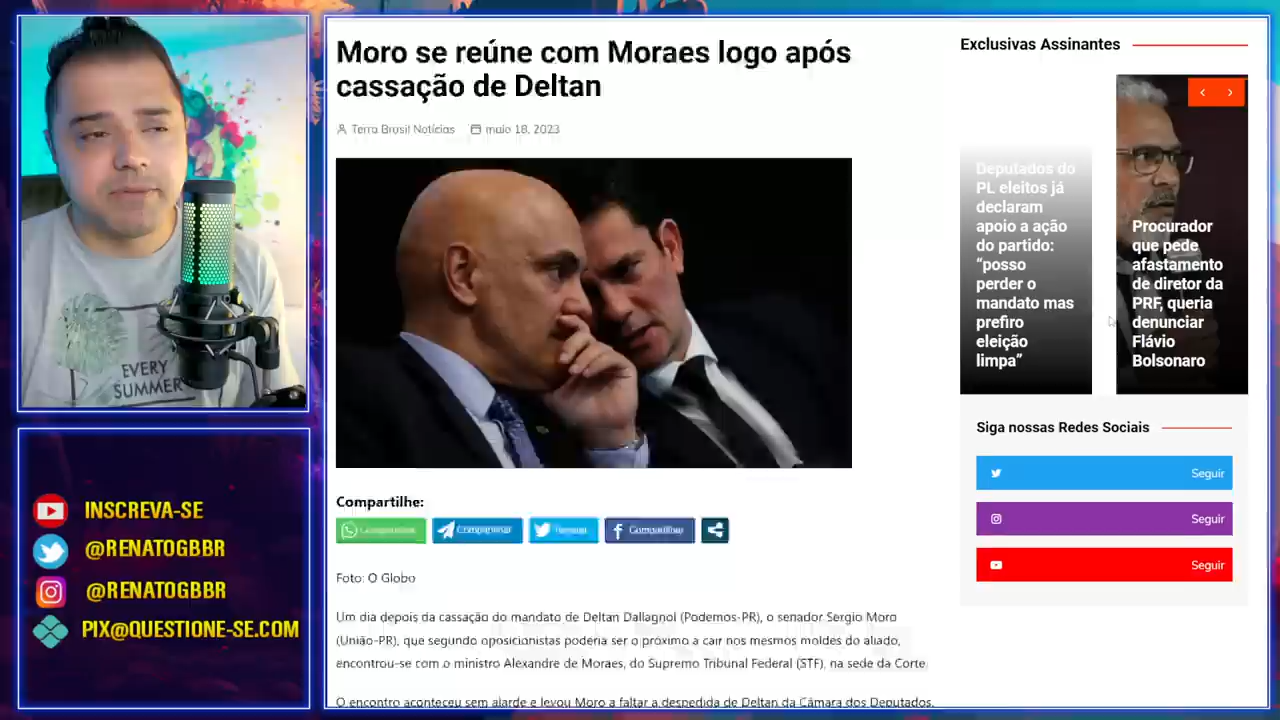 Moro se reúne com Moraes logo após
cassação de Deltan
Terra Brasil Notícias maio 18, 2023
Compartilhe:
Compartilhar
Compartilhar
Compartilhar
Foto: O Globo
Um dia depois da cassação do mandato de Deltan Dallagnol (Podemos-PR), o senador Sergio Moro
(União-PR), que segundo oposicionistas poderia ser o próximo a cair nos mesmos moldes do aliado,
encontrou-se com o ministro Alexandre de Moraes, do Supremo Tribunal Federal (STF), na sede da Corte.
O encontro aconteceu sem alarde e levou Moro a faltar a despedida de Deltan da Câmara dos Deputados,
Exclusivas Assinantes
Deputados do
PL eleitos já
declaram
apoio a ação
do partido:
“posso
perder o
mandato mas
prefiro
eleição
limpa”
Procurador
que pede
afastamento
de diretor da
PRF, queria
denunciar
Flávio
Bolsonaro
Siga nossas Redes Sociais
Seguir
Seguir
Seguir
EVERY
SUMMER
INSCREVA-SE
@RENATOGBBR
@RENATOGBBR
PIX@QUESTIONE-SE.COM